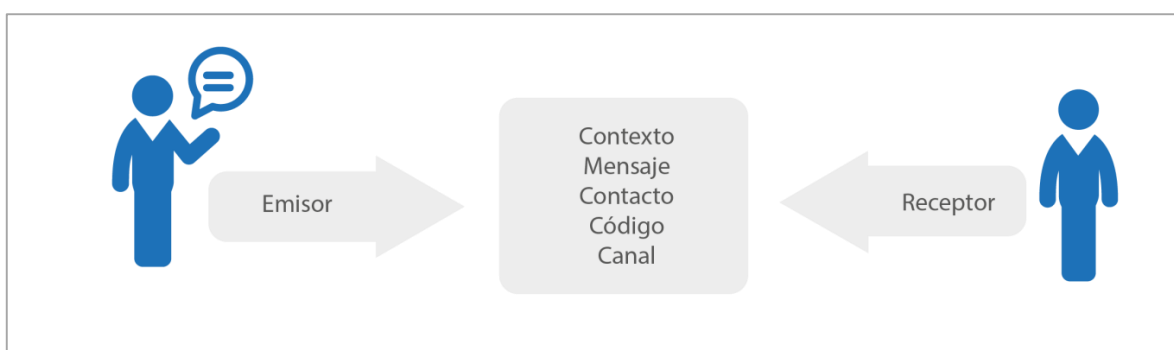 Emisor
Contexto
Mensaje
Contacto
Código
Canal
Receptor